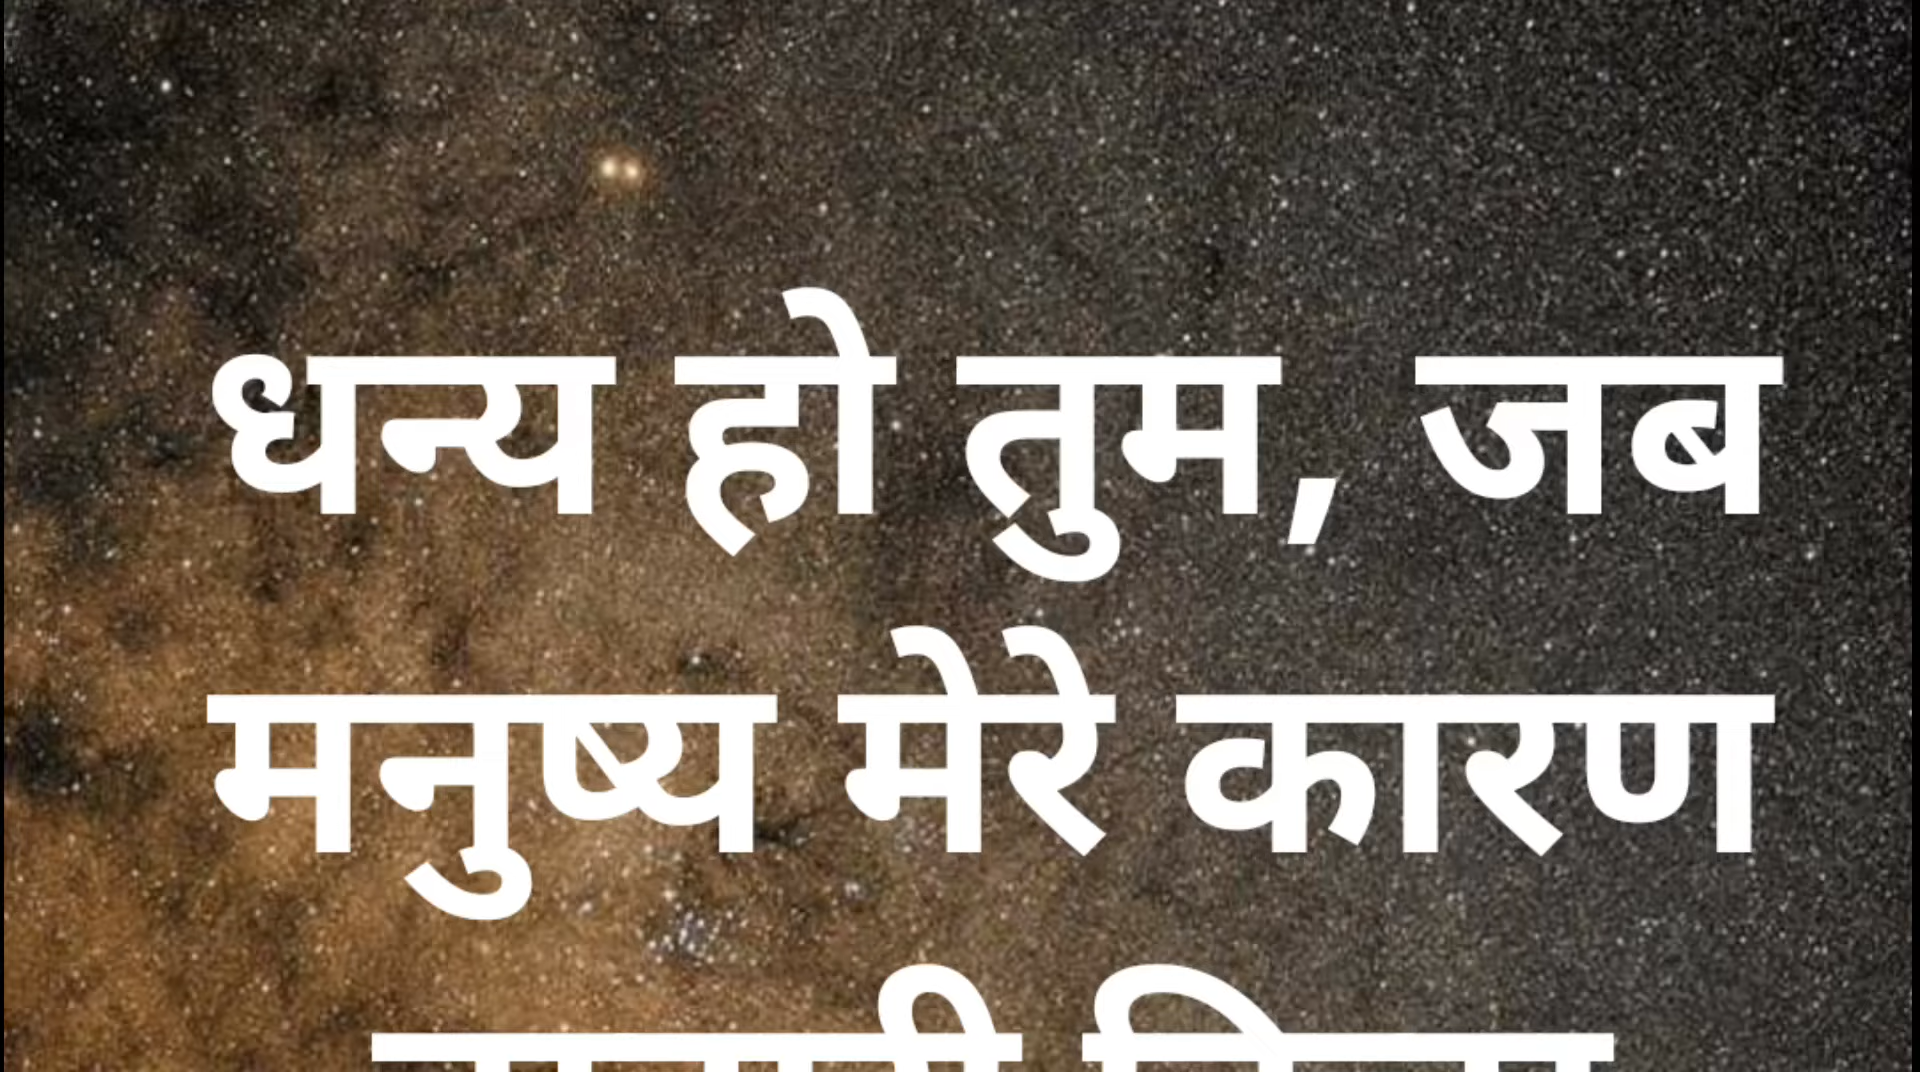 धन्य हो तुम, जब
मनुष्य मेरे कारण